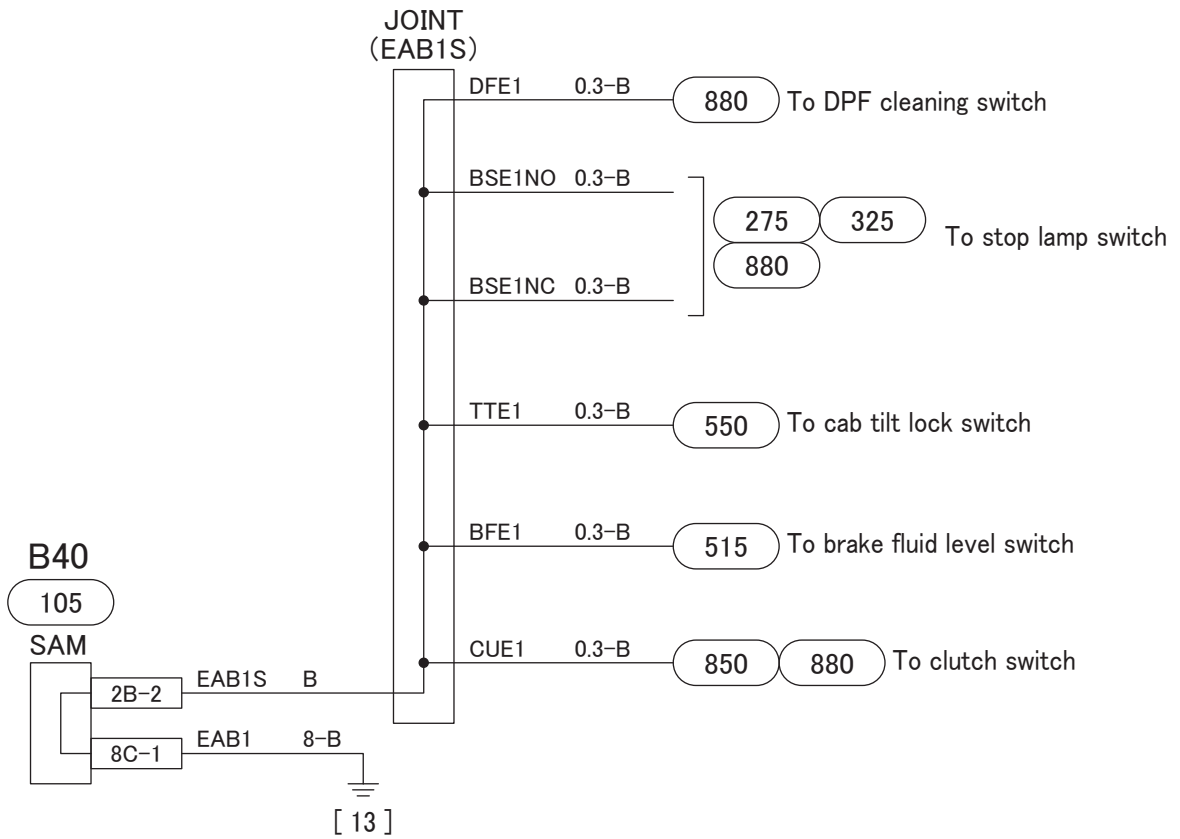 JOINT
(EAB1S)
DFE1 0.3-B 880 To DPF cleaning switch
BSE1NO 0.3-B
275 325 To stop lamp switch
880
BSE1NC 0.3-B
TTE1 0.3-B 550 To cab tilt lock switch
BFE1 0.3-B 515 To brake fluid level switch
B40
105
SAM
CUE1 0.3-B 850 880 To clutch switch
2B-2 EAB1S B
8C-1 EAB1 8-B
[ 13 ]